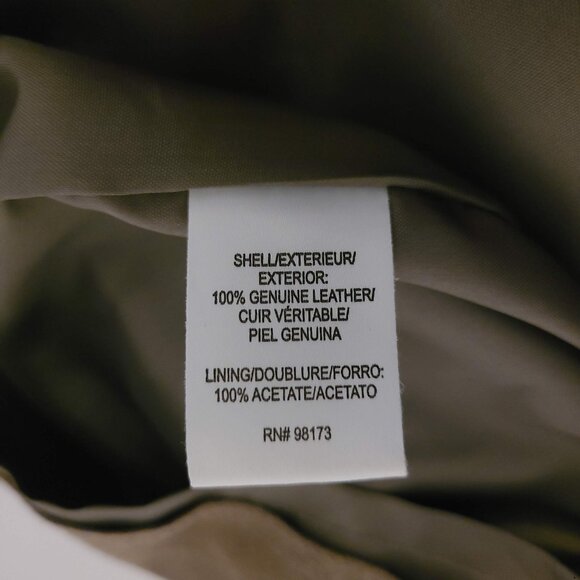 SHELL/EXTERIEUR/
EXTERIOR:
100% GENUINE LEATHER/
CUIR VÉRITABLE/
PIEL GENUINA
LINING/DOUBLURE/FORRO:
100% ACETATE/ACETATO
RN# 98173